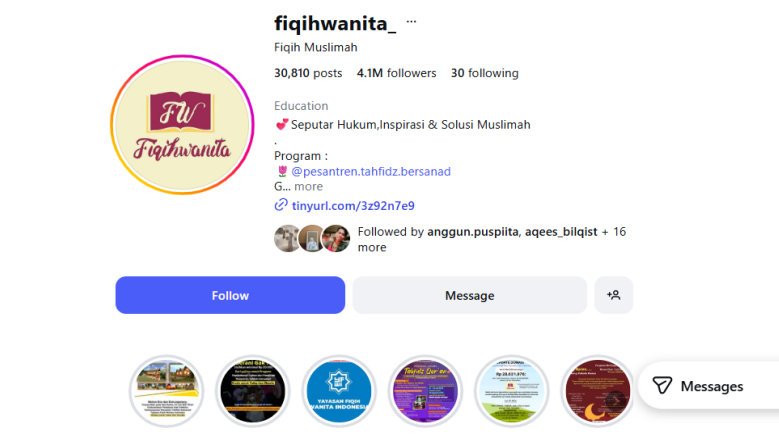 fiqihwanita_ ...
Fiqih Muslimah
30,810 posts 4.1M followers 30 following
FW
Fiqihwanita
Education
💕Seputar Hukum,Inspirasi & Solusi Muslimah
.
Program :
🌷@pesantren.tahfidz.bersanad
G... more
tinyurl.com/3z92n7e9
Followed by anggun.puspiita, aqees_bilqist + 16
more
Follow
Message
YAYASAN FIQIH
WANITA INDONESIA
Messages